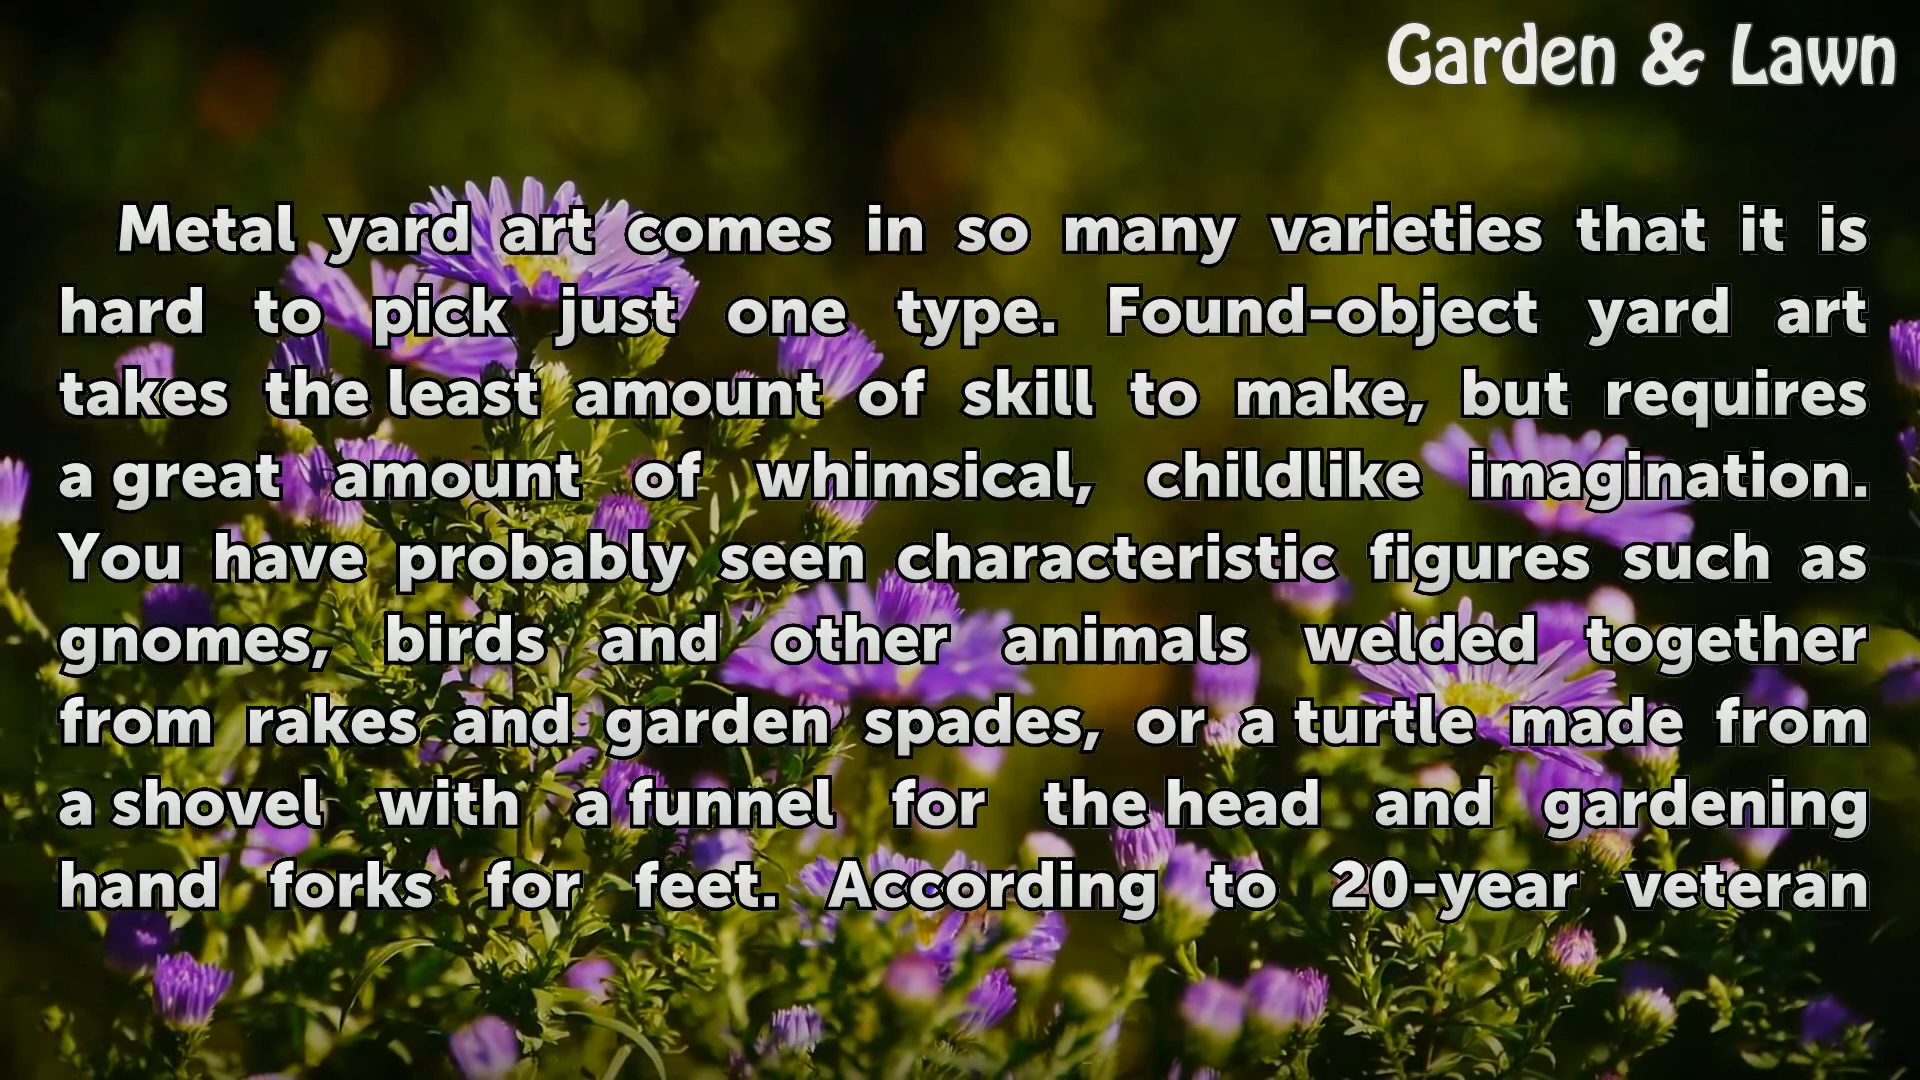 Garden & Lawn
Metal yard art comes in so many varieties that it is
hard to pick just one type. Found-object yard art
takes the least amount of skill to make, but requires
a great amount of whimsical, childlike imagination.
You have probably seen characteristic figures such as
gnomes, birds and other animals welded together
from rakes and garden spades, or a turtle made from
a shovel with a funnel for the head and gardening
hand forks for feet. According to 20-year veteran